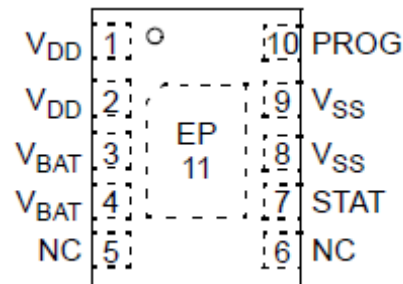 VDD 1 10 PROG
VDD 2 9 VSS
EP
VBAT 3 8 VSS
11
VBAT 4 7 STAT
NC 5 6 NC